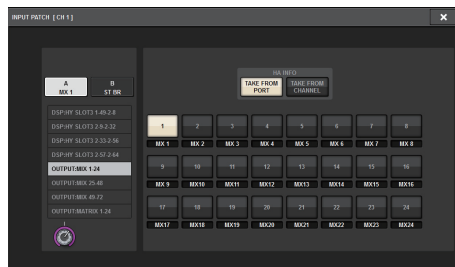 INPUT PATCH [ CH 1 ]
A
MX 1
B
ST BR
DSP:HY SLOT3 1-49-2-8
DSP:HY SLOT3 2-9-2-32
DSP:HY SLOT3 2-33-2-56
DSP:HY SLOT3 2-57-2-64
OUTPUT:MIX 1-24
OUTPUT:MIX 25-48
OUTPUT:MIX 49-72
OUTPUT:MATRIX 1-24
HA INFO
TAKE FROM PORT
TAKE FROM CHANNEL
1 2 3 4 5 6 7 8
MX 1 MX 2 MX 3 MX 4 MX 5 MX 6 MX 7 MX 8
9 10 11 12 13 14 15 16
MX 9 MX10 MX11 MX12 MX13 MX14 MX15 MX16
17 18 19 20 21 22 23 24
MX17 MX18 MX19 MX20 MX21 MX22 MX23 MX24